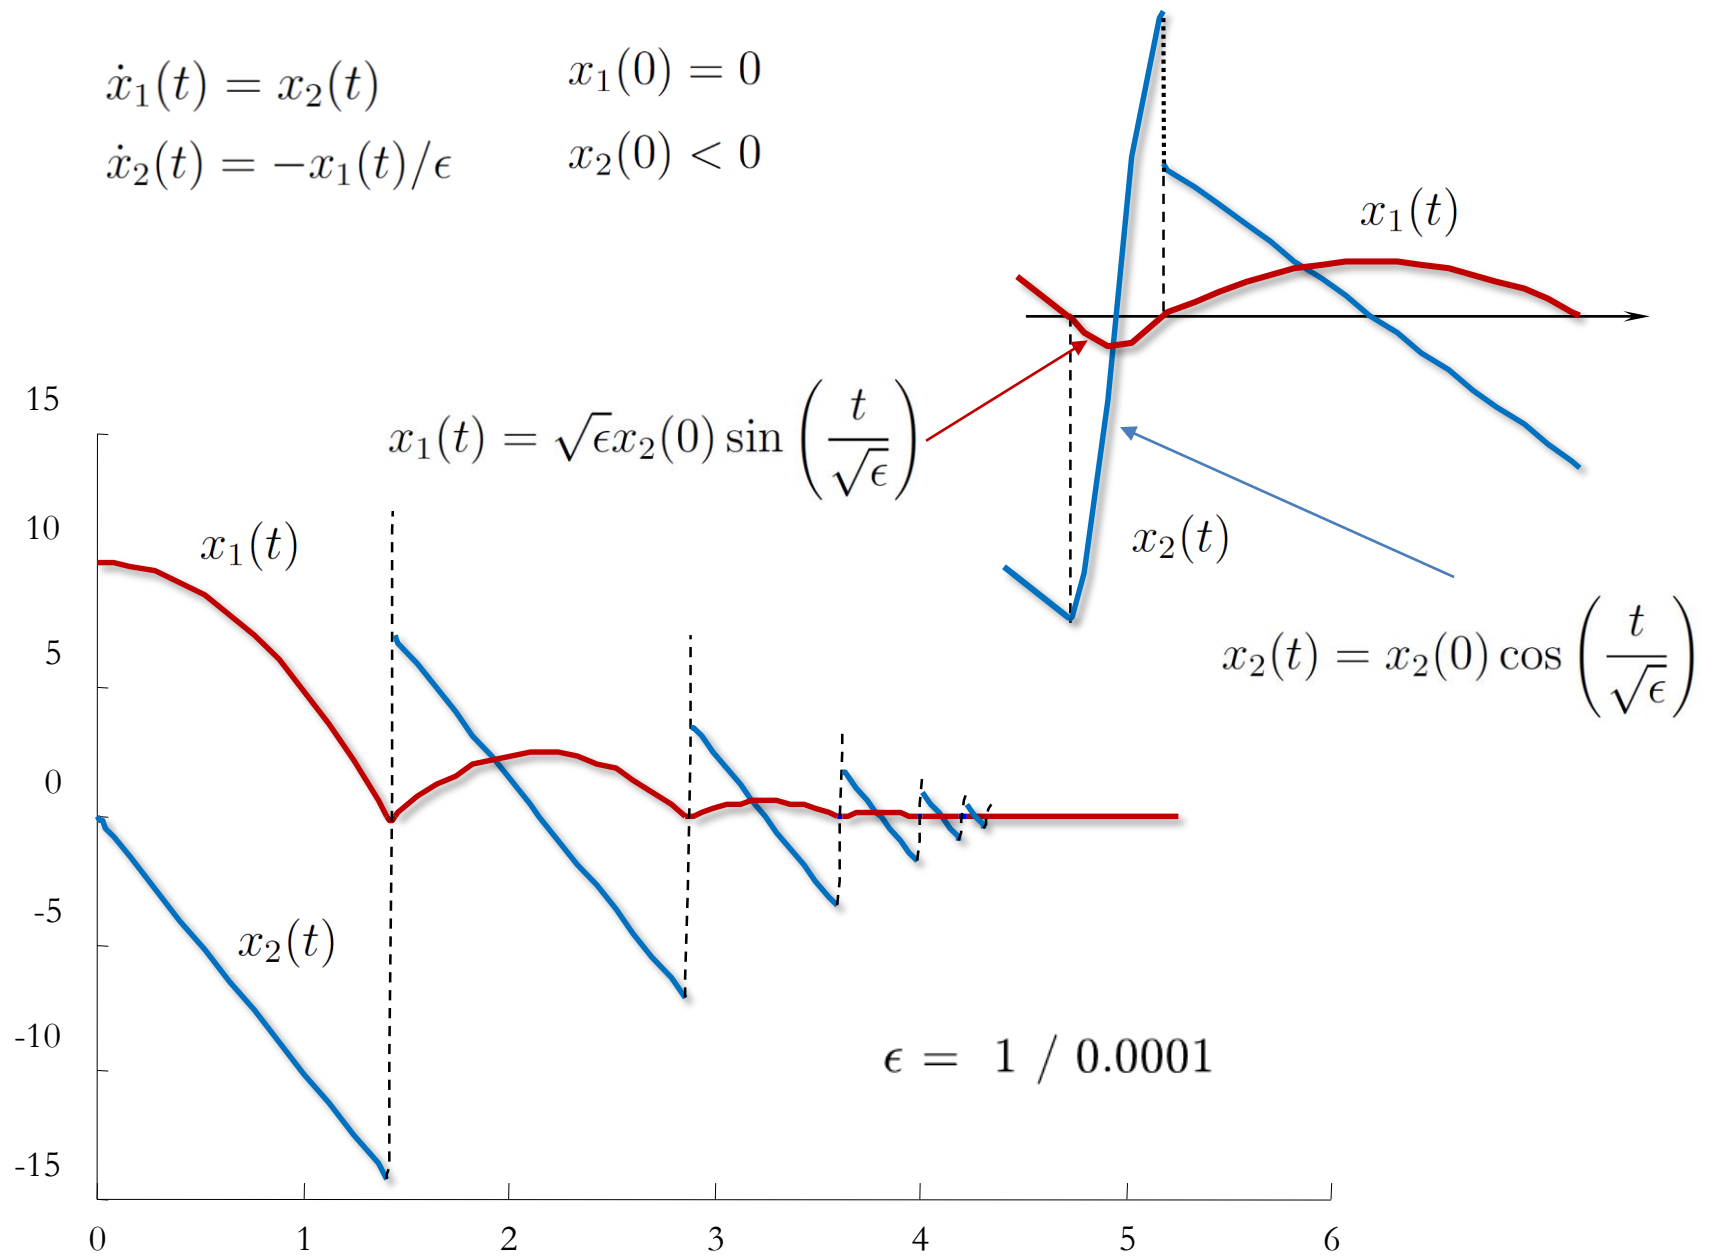 ẋ₁(t) = x₂(t)
x₁(0) = 0
ẋ₂(t) = −x₁(t)/ϵ
x₂(0) < 0
x₁(t)
x₁(t) = √ϵx₂(0) sin (t/√ϵ)
x₂(t)
x₂(t) = x₂(0) cos (t/√ϵ)
15
10
5
0
-5
-10
-15
x₁(t)
x₂(t)
ϵ = 1 / 0.0001
0 1 2 3 4 5 6